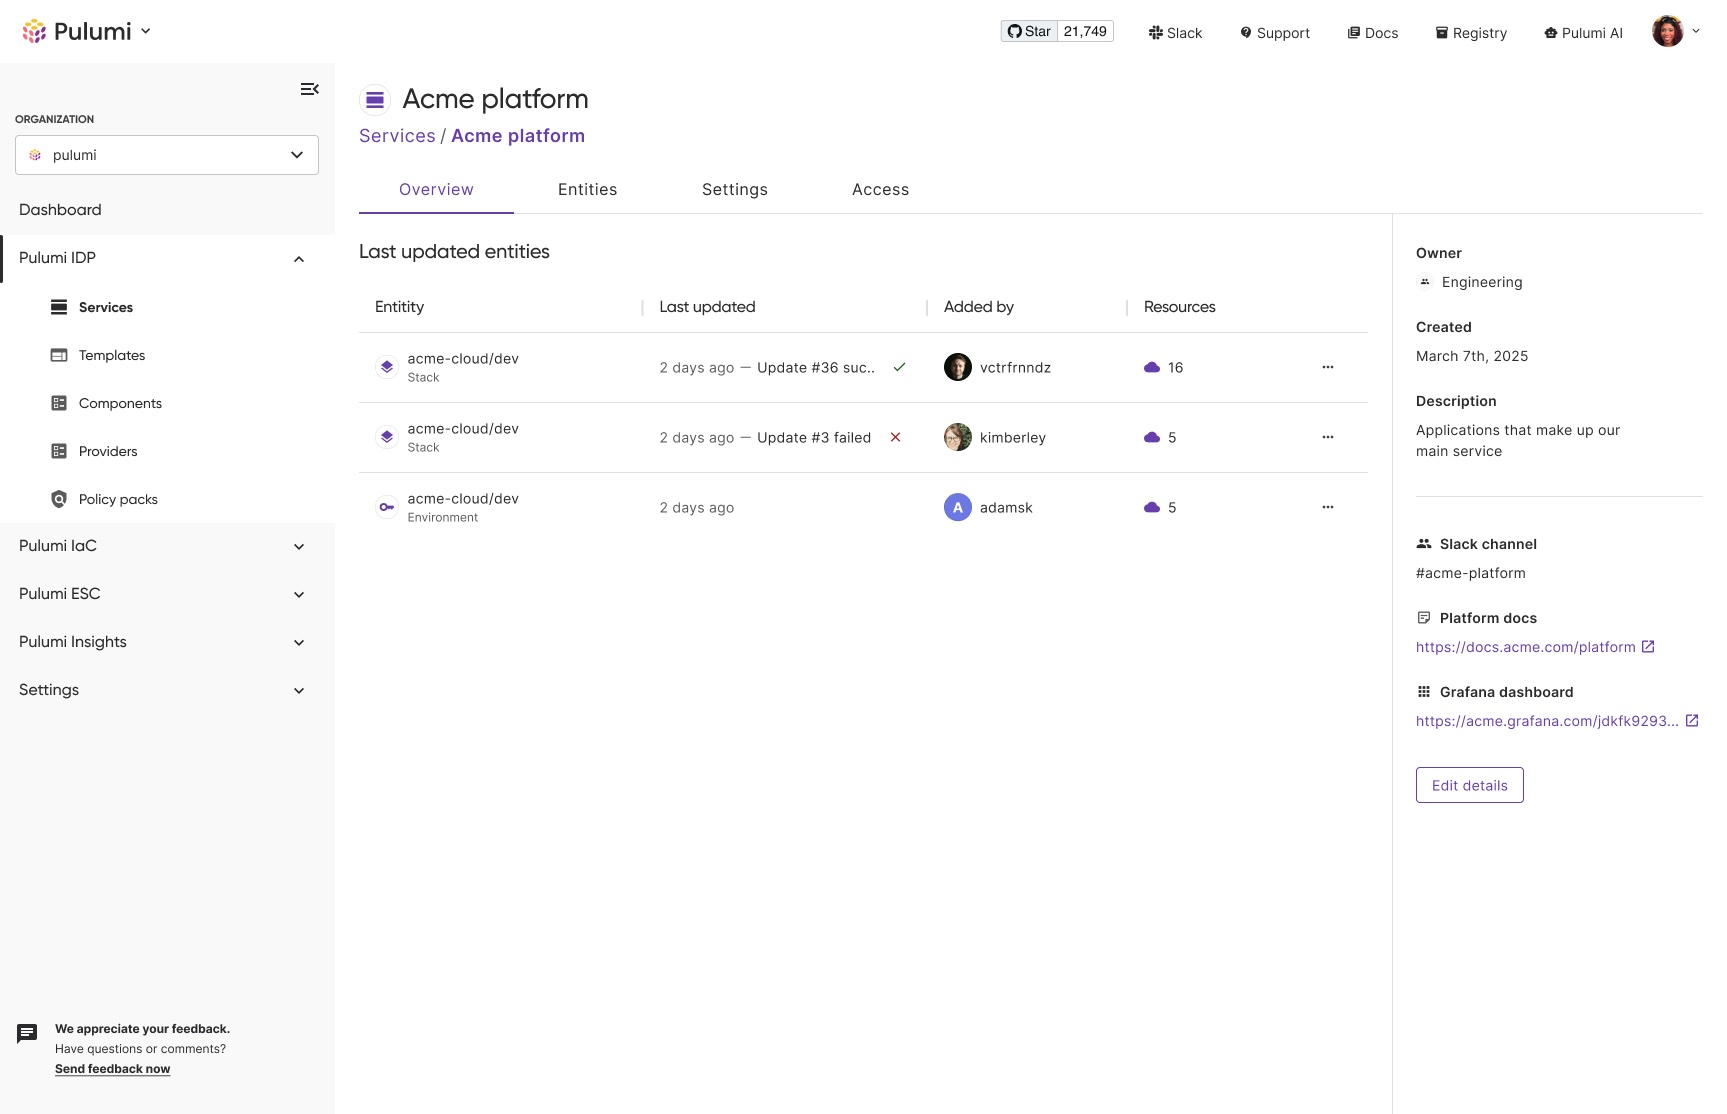 Pulumi
Star 21,749
Slack
Support
Docs
Registry
Pulumi AI
ORGANIZATION
pulumi
Dashboard
Pulumi IDP
Services
Templates
Components
Providers
Policy packs
Pulumi IaC
Pulumi ESC
Pulumi Insights
Settings
We appreciate your feedback.
Have questions or comments?
Send feedback now
Acme platform
Services / Acme platform
Overview Entities Settings Access
Last updated entities
Entitity Last updated Added by Resources
acme-cloud/dev
Stack
2 days ago — Update #36 suc.. vctrfrnndz 16 ...
acme-cloud/dev
Stack
2 days ago — Update #3 failed kimberley 5 ...
acme-cloud/dev
Environment
2 days ago A adamsk 5 ...
Owner
Engineering
Created
March 7th, 2025
Description
Applications that make up our
main service
Slack channel
#acme-platform
Platform docs
https://docs.acme.com/platform
Grafana dashboard
https://acme.grafana.com/jdkfk9293...
Edit details